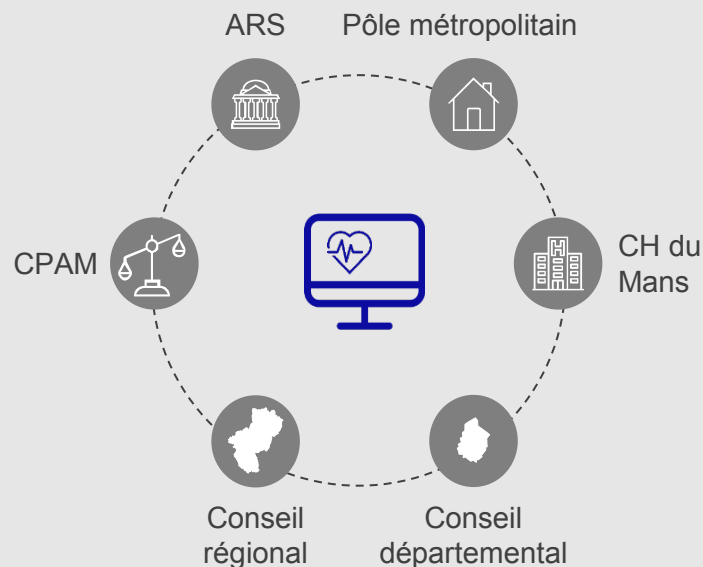 ARS
Pôle métropolitain
CPAM
CH du
Mans
Conseil
régional
Conseil
départemental